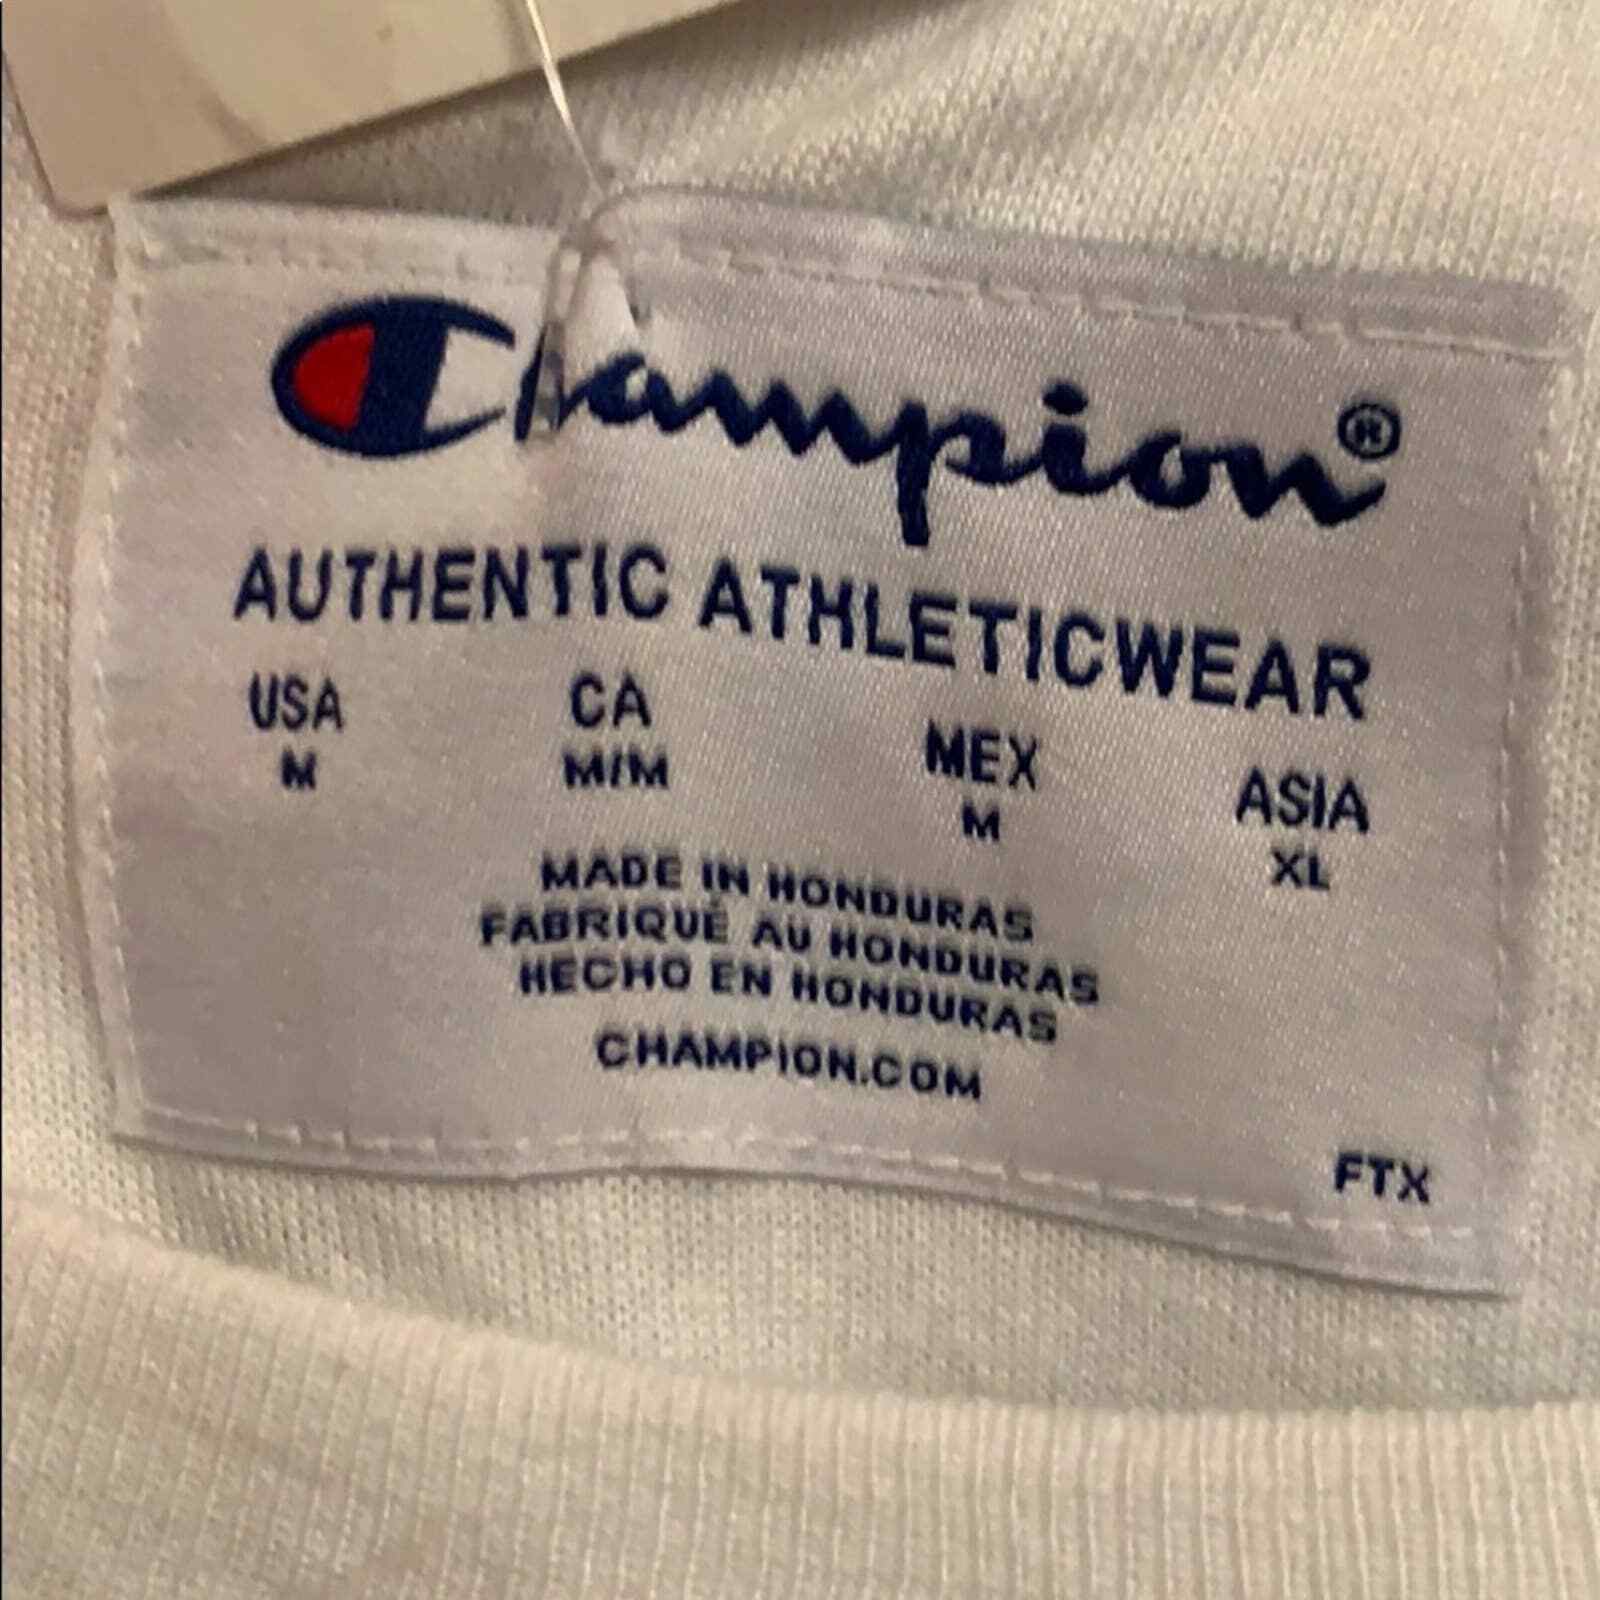 Champion®
AUTHENTIC ATHLETICWEAR
USA CA MEX ASIA
M M/M M XL
MADE IN HONDURAS
FABRIQUÉ AU HONDURAS
HECHO EN HONDURAS
CHAMPION.COM
FTX